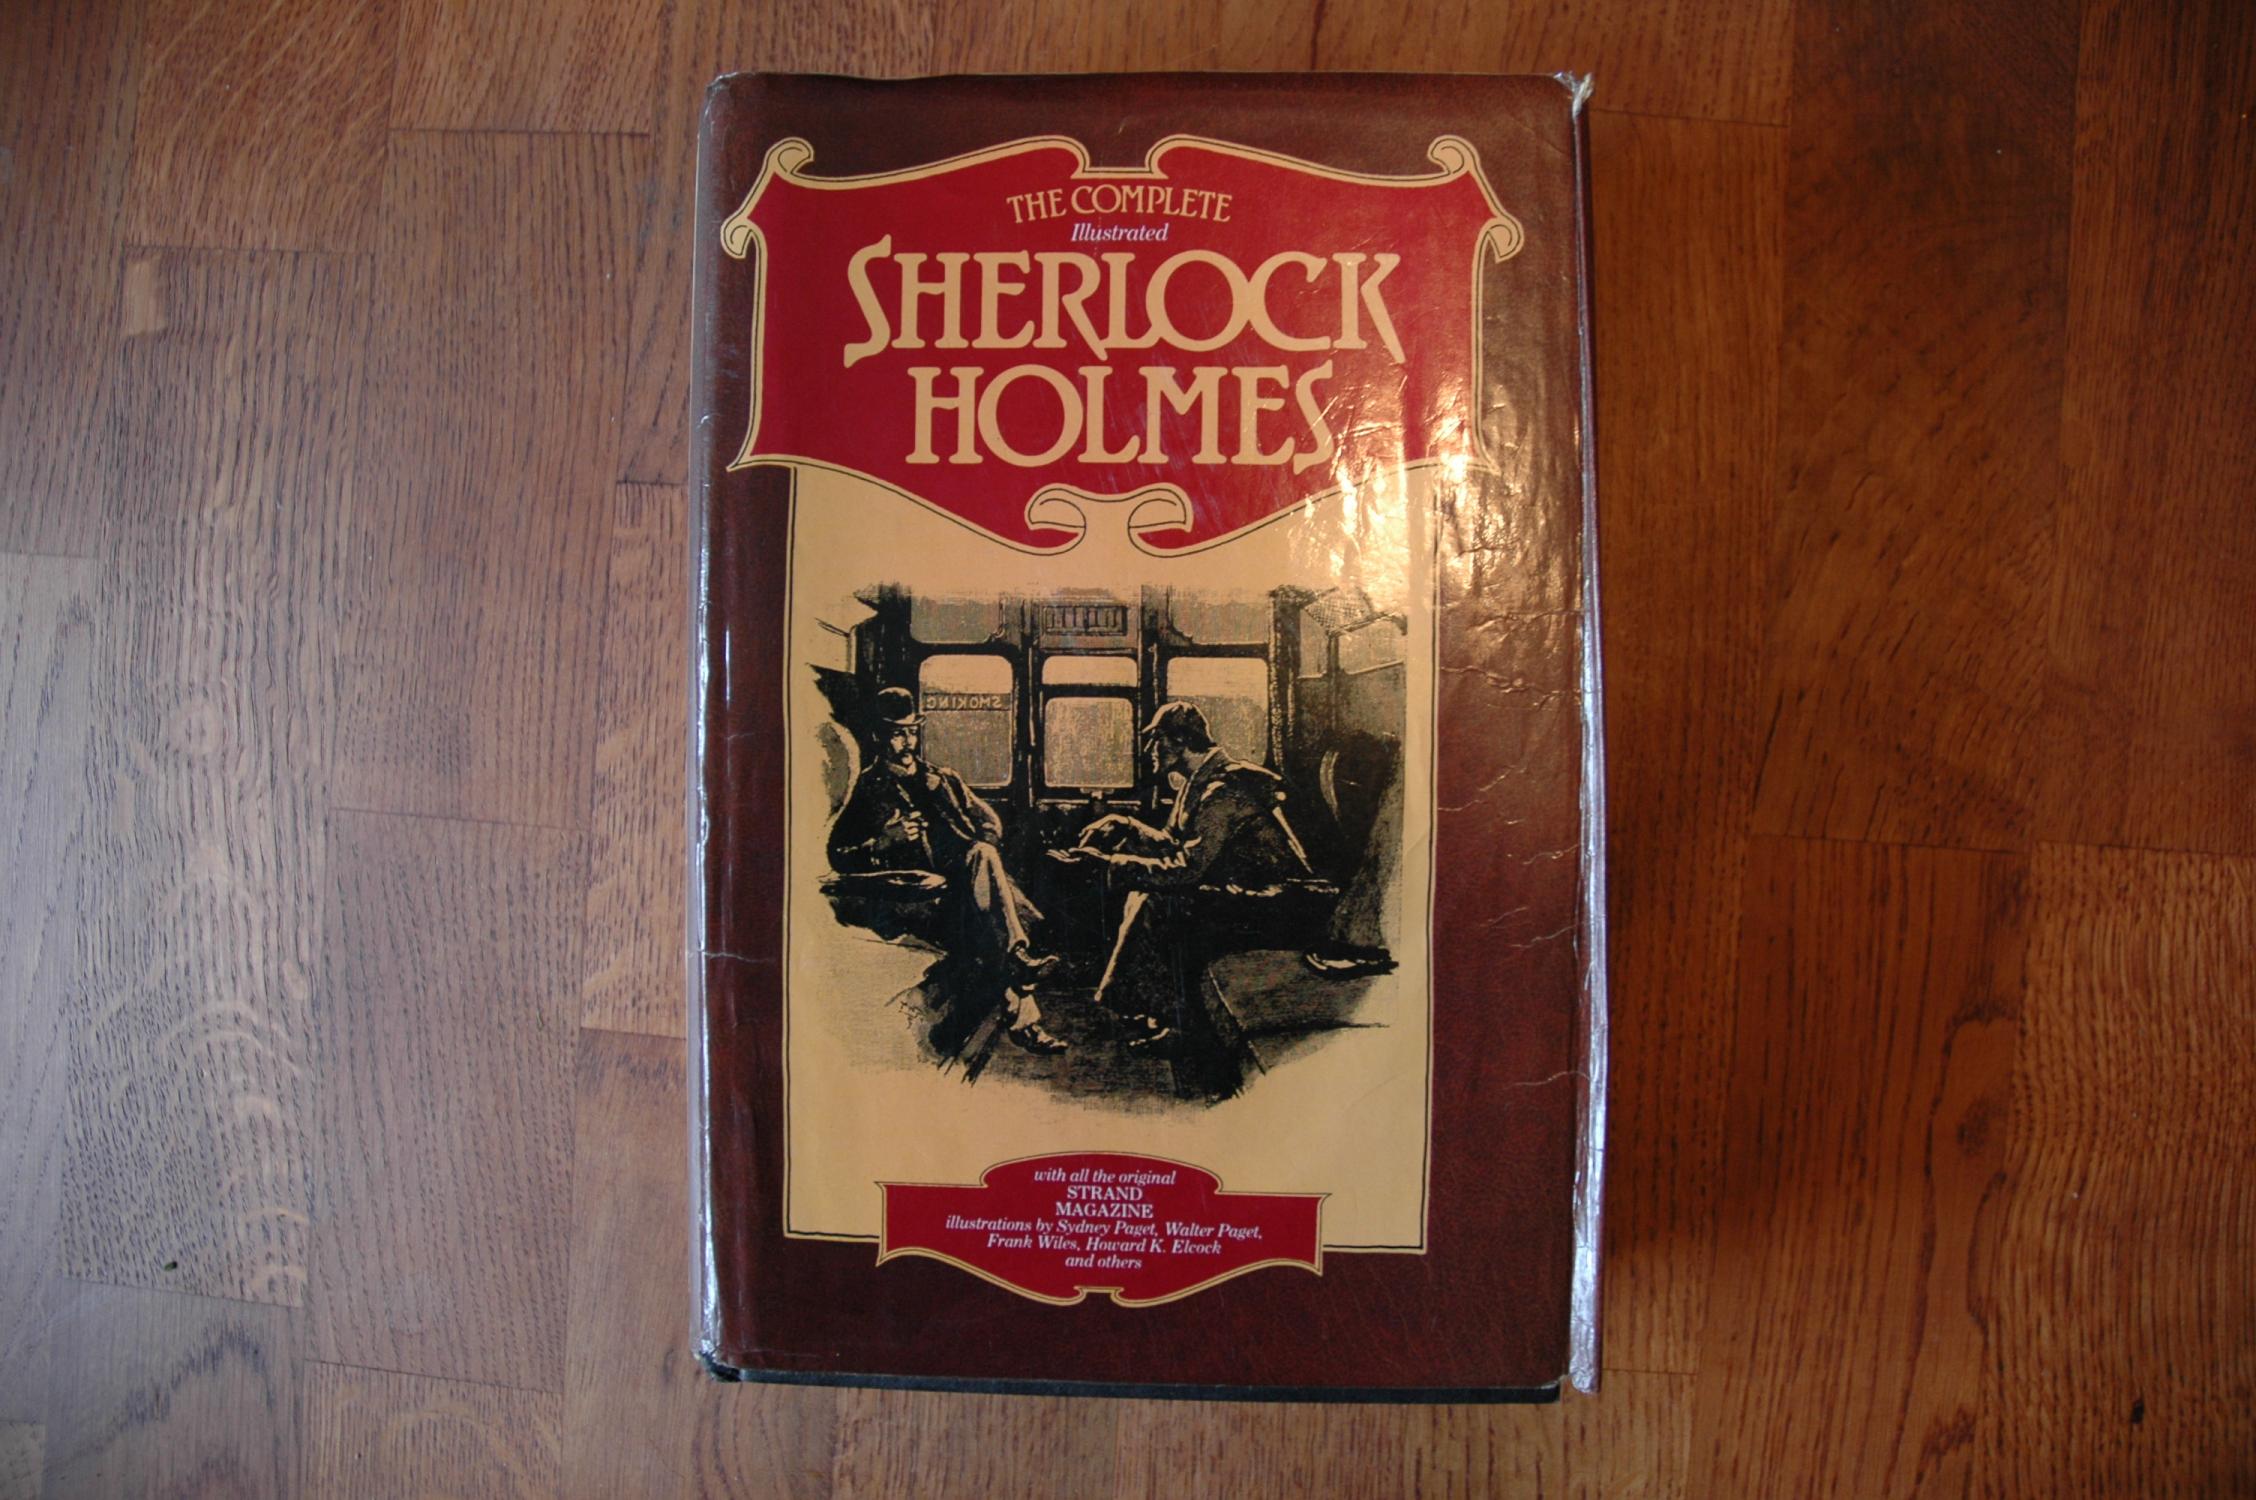 THE COMPLETE
Illustrated
SHERLOCK
HOLMES
SMOKING
with all the original
STRAND
MAGAZINE
illustrations by Sydney Paget, Walter Paget,
Frank Wiles, Howard K. Elcock
and others